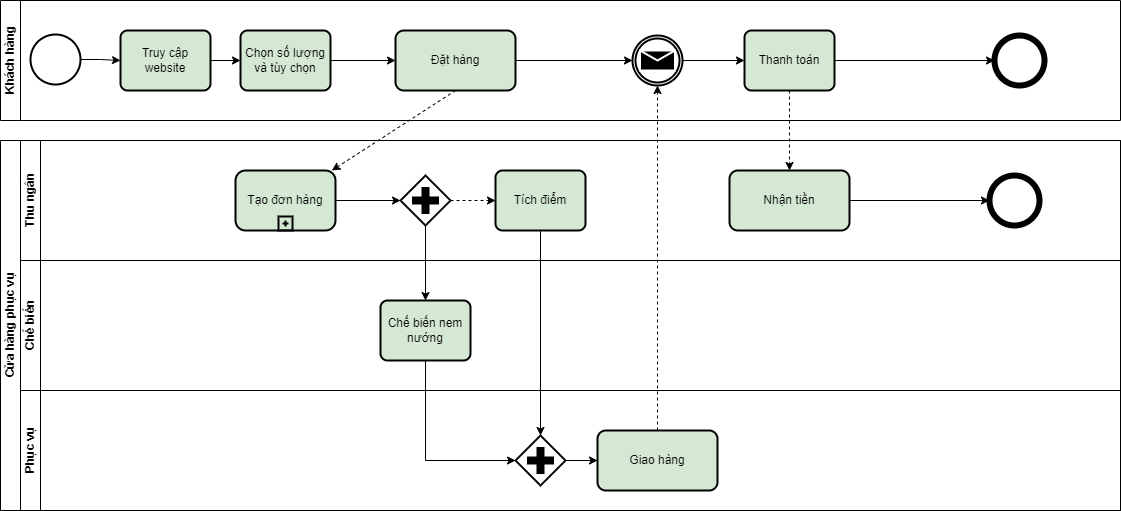 Khách hàng
Truy cập
website
Chọn số lượng
và tùy chọn
Đặt hàng
Thanh toán
Cửa hàng phục vụ
Thu ngân
Tạo đơn hàng
Tích điểm
Nhận tiền
Chế biến
Chế biến nem
nướng
Phục vụ
Giao hàng